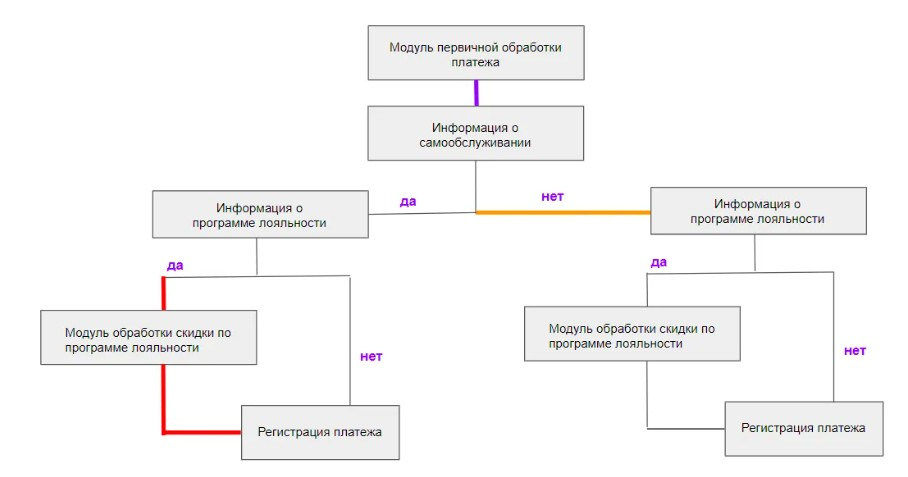 Модуль первичной обработки
платежа
Информация о
самообслуживании
да
нет
Информация о
программе лояльности
Информация о
программе лояльности
да
да
Модуль обработки скидки по
программе лояльности
Модуль обработки скидки по
программе лояльности
нет
нет
Регистрация платежа
Регистрация платежа